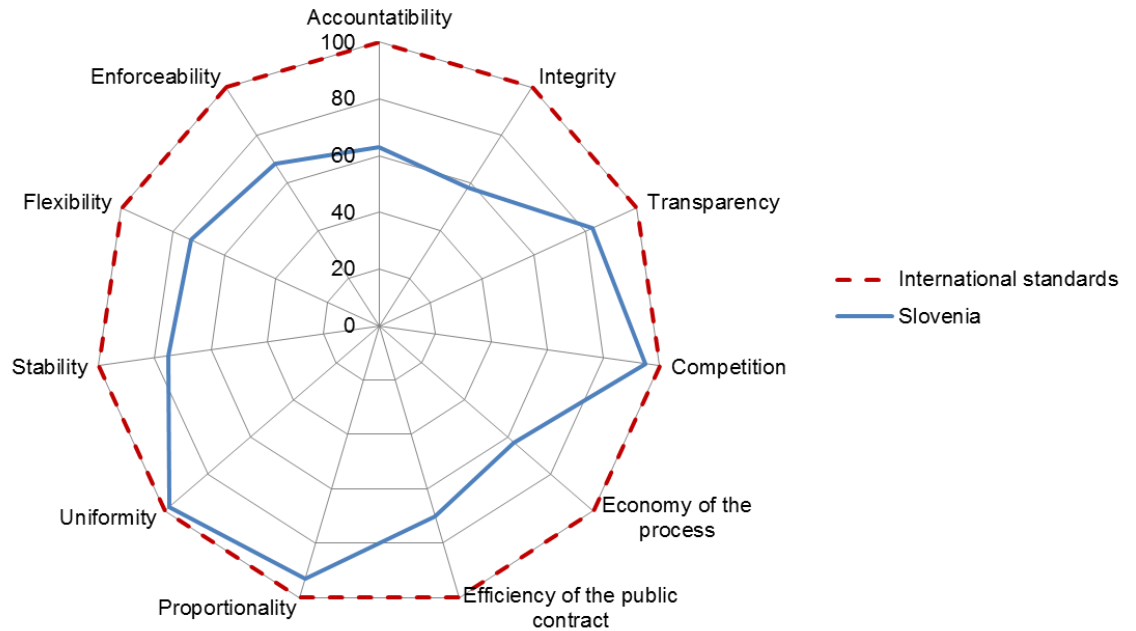 Accountatibility
100
Enforceability
Integrity
80
60
Flexibility
Transparency
40
20
International standards
0
Slovenia
Stability
Competition
Economy of the
process
Uniformity
Efficiency of the public
contract
Proportionality